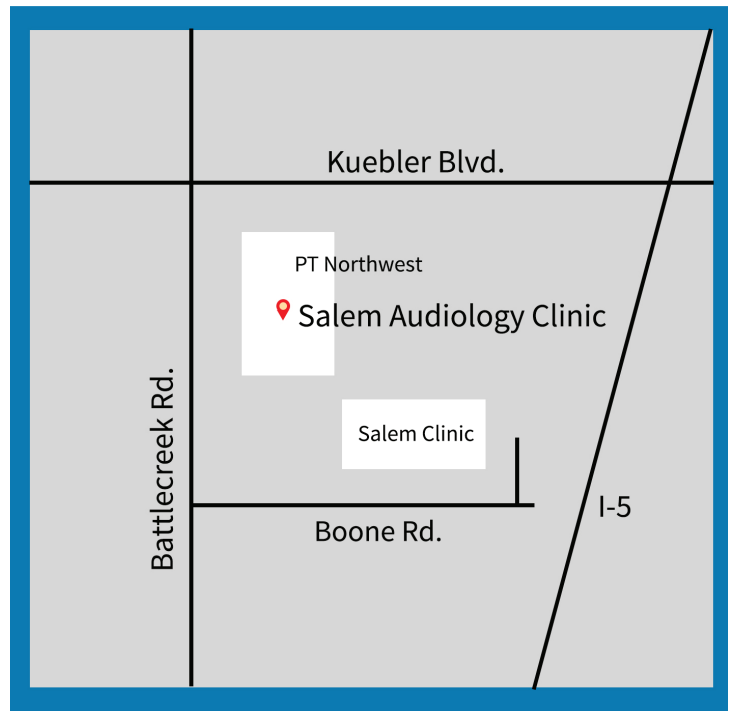 Kuebler Blvd.
PT Northwest
Salem Audiology Clinic
Battlecreek Rd.
Salem Clinic
I-5
Boone Rd.